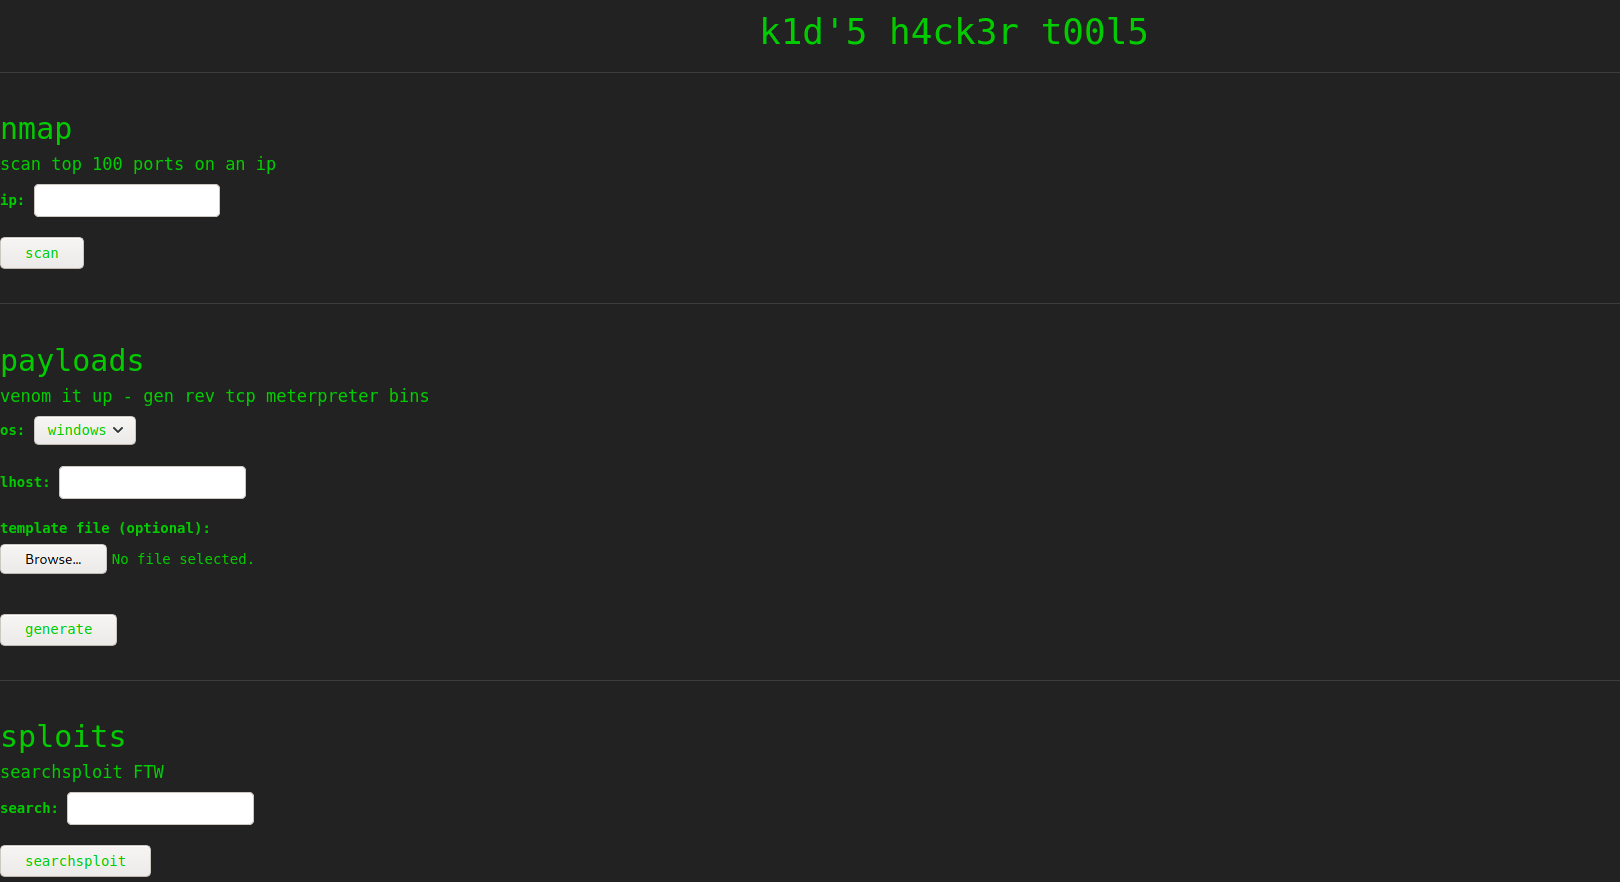 k1d'5 h4ck3r t00l5
nmap
scan top 100 ports on an ip
ip:
scan
payloads
venom it up - gen rev tcp meterpreter bins
os: windows
lhost:
template file (optional):
Browse... No file selected.
generate
sploits
searchsploit FTW
search:
searchsploit